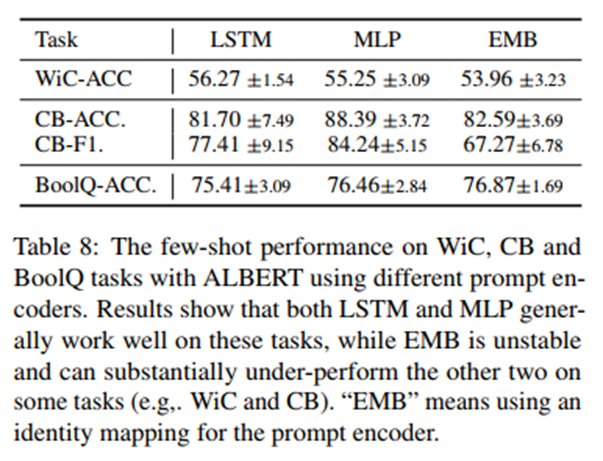 Task LSTM MLP EMB
WiC-ACC 56.27 ±1.54 55.25 ±3.09 53.96 ±3.23
CB-ACC. 81.70 ±7.49 88.39 ±3.72 82.59±3.69
CB-F1. 77.41 ±9.15 84.24±5.15 67.27±6.78
BoolQ-ACC. 75.41±3.09 76.46±2.84 76.87±1.69
Table 8: The few-shot performance on WiC, CB and
BoolQ tasks with ALBERT using different prompt en-
coders. Results show that both LSTM and MLP gener-
ally work well on these tasks, while EMB is unstable
and can substantially under-perform the other two on
some tasks (e.g,. WiC and CB). “EMB” means using an
identity mapping for the prompt encoder.